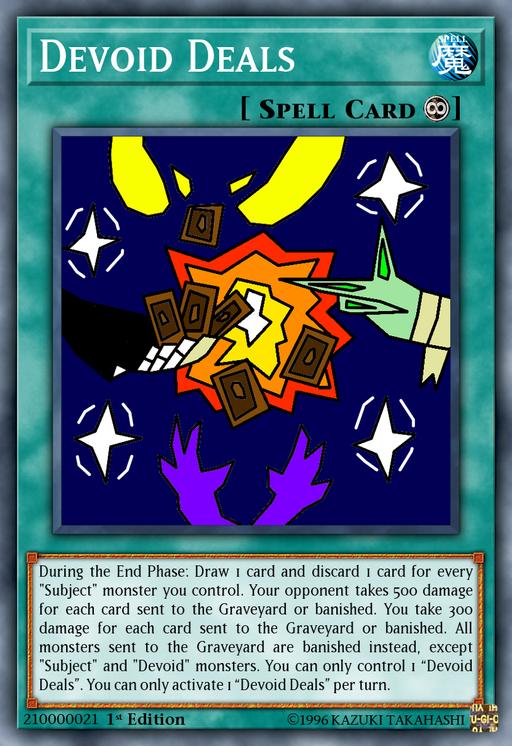 Devoid Deals
SPELL
魔
[ Spell Card ]
During the End Phase: Draw 1 card and discard 1 card for every
"Subject" monster you control. Your opponent takes 500 damage
for each card sent to the Graveyard or banished. You take 300
damage for each card sent to the Graveyard or banished. All
monsters sent to the Graveyard are banished instead, except
"Subject" and "Devoid" monsters. You can only control 1 “Devoid
Deals”. You can only activate 1 “Devoid Deals” per turn.
210000021 1st Edition ©1996 KAZUKI TAKAHASHI